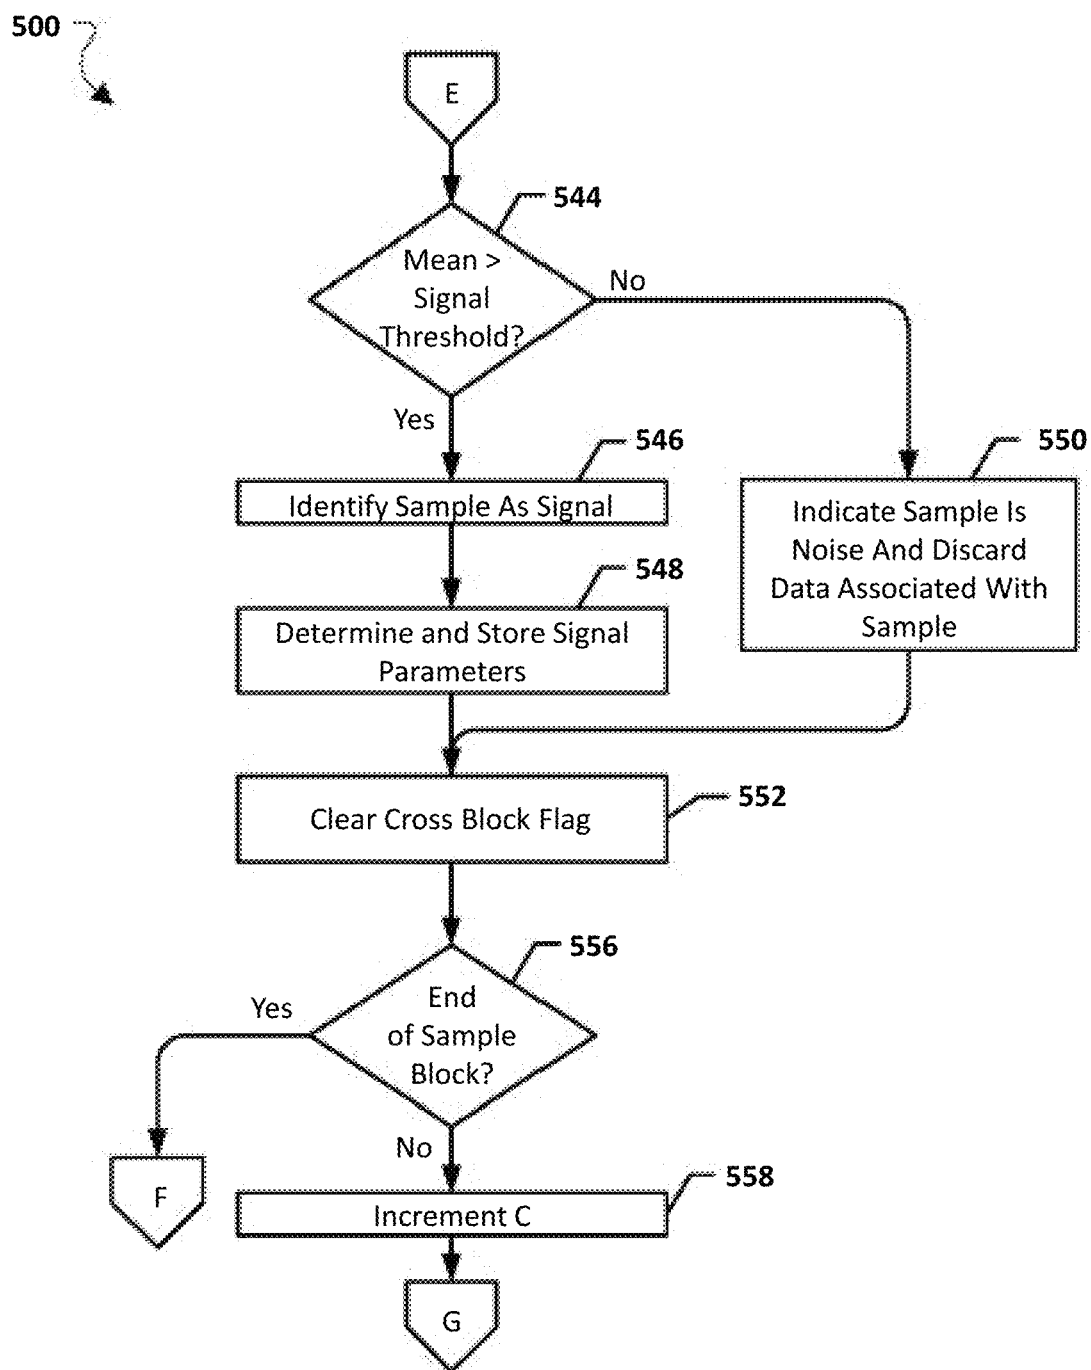 500
E
544
Mean >
Signal
Threshold?
No
Yes
546
Identify Sample As Signal
550
Indicate Sample Is
Noise And Discard
Data Associated With
Sample
548
Determine and Store Signal
Parameters
552
Clear Cross Block Flag
556
End
of Sample
Block?
Yes
No
F
558
Increment C
G